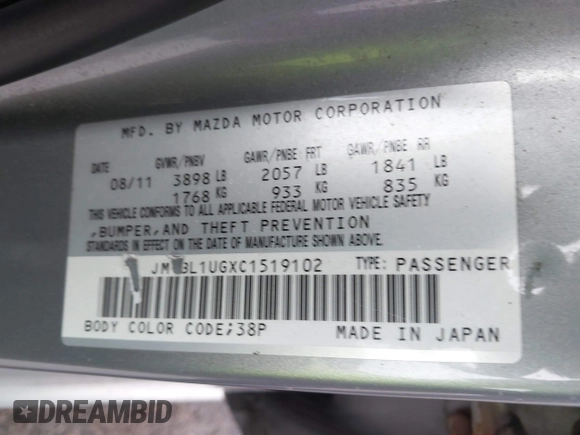 MFD. BY MAZDA MOTOR CORPORATION
DATE GVWR/PNBV GAWR/PNBE FRT GAWR/PNBE RR
08/11 3898 LB 2057 LB 1841 LB
1768 KG 933 KG 835 KG
THIS VEHICLE CONFORMS TO ALL APPLICABLE FEDERAL MOTOR VEHICLE SAFETY
,BUMPER,AND THEFT PREVENTION
STANDARDS IN EFFECT ON THE DATE OF MANUFACTURE SHOWN ABOVE.
TYPE: PASSENGER
BODY COLOR CODE;38P MADE IN JAPAN
DREAMBID